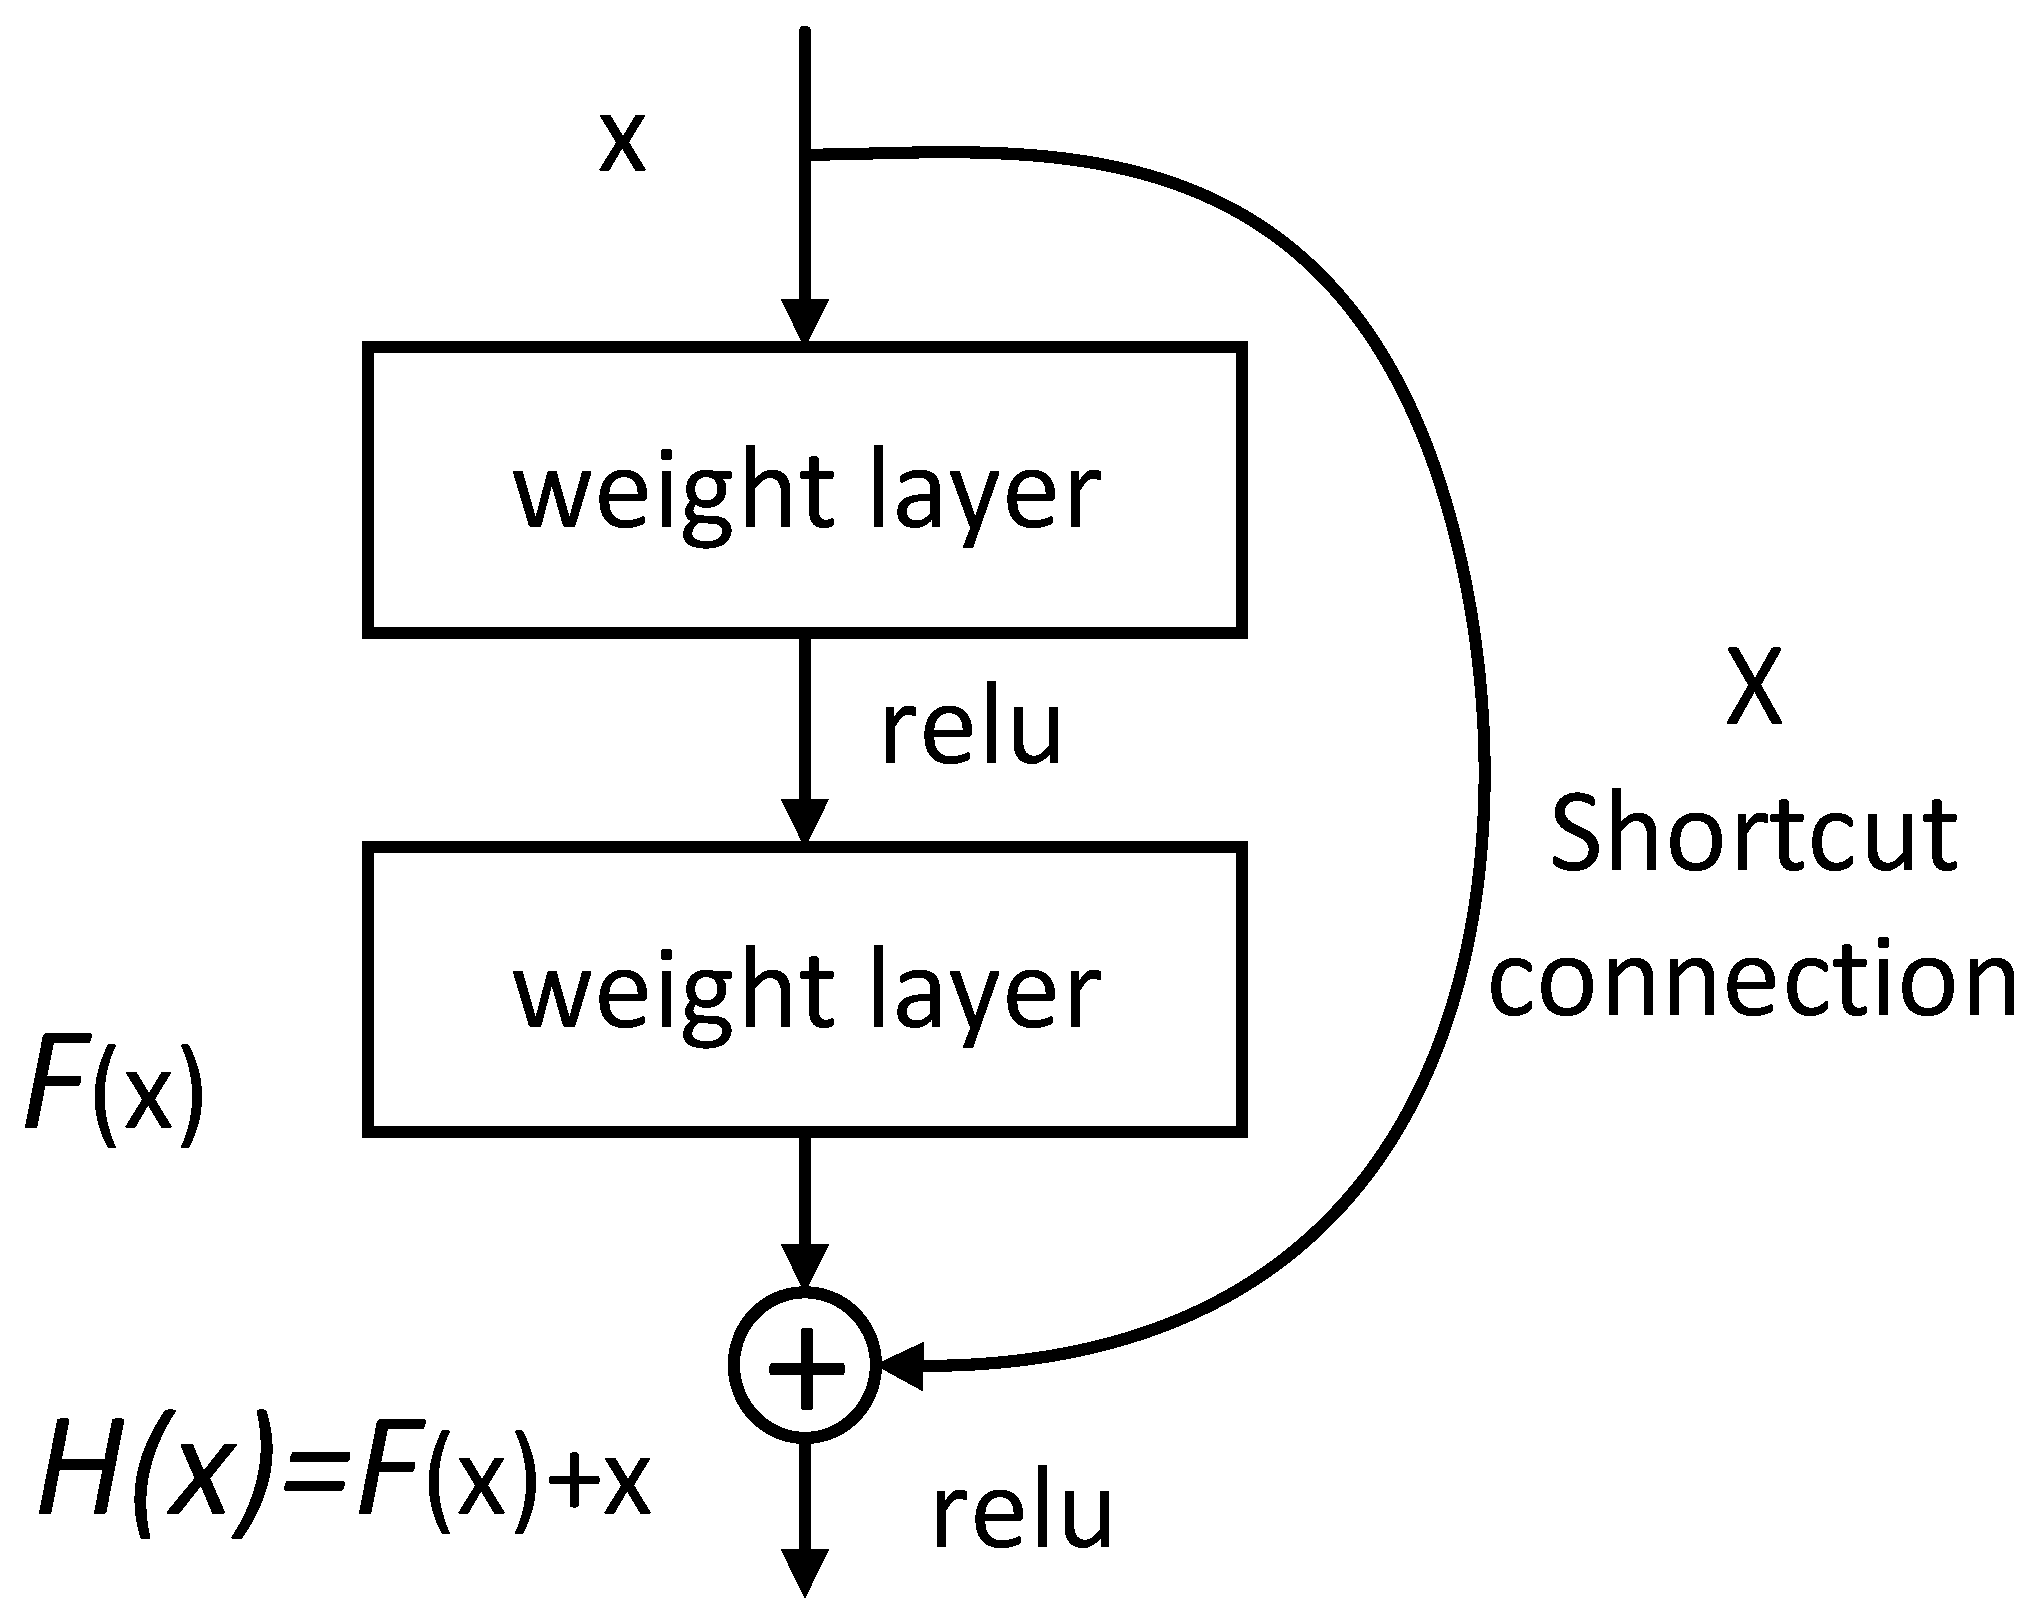 x
weight layer
relu
X
Shortcut
connection
weight layer
F(x)
+
H(x)=F(x)+x
relu